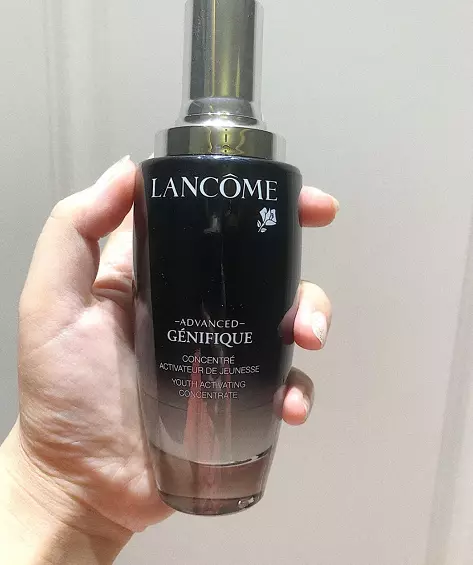 LANCÔME
-ADVANCED-
GÉNIFIQUE
CONCENTRÉ
ACTIVATEUR DE JEUNESSE
YOUTH ACTIVATING
CONCENTRATE